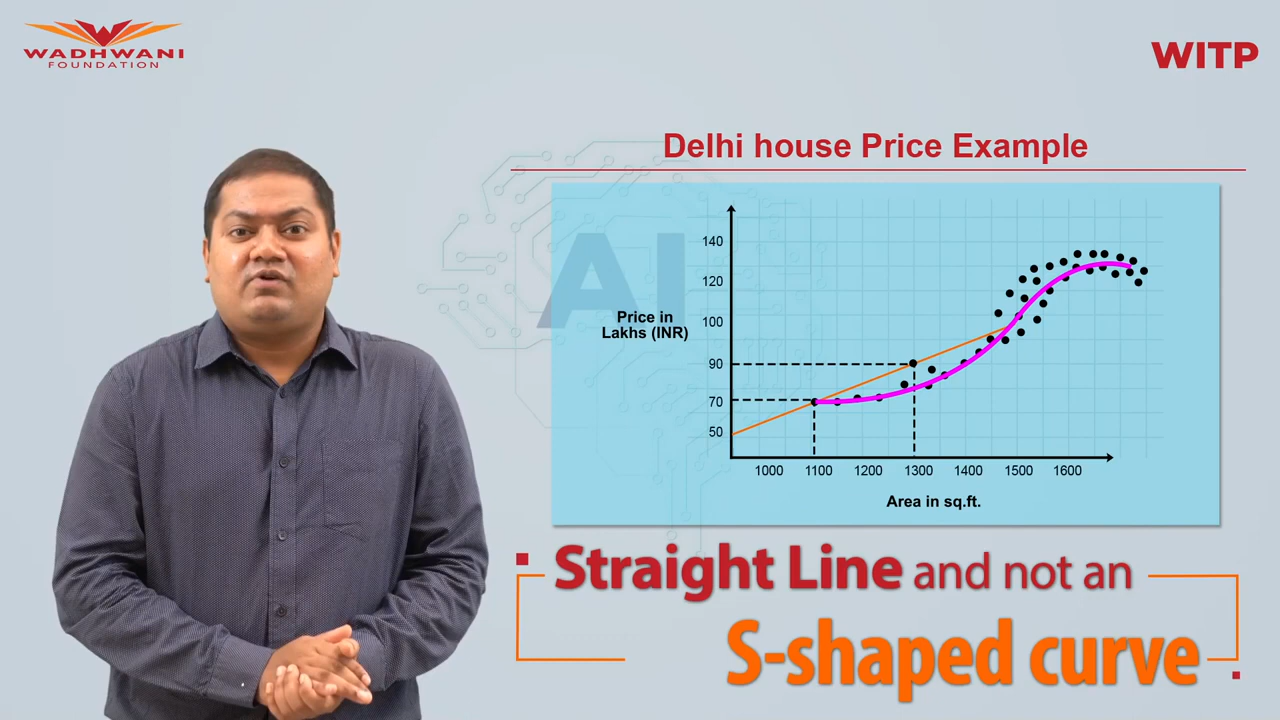 WADHWANI
FOUNDATION
WITP
Delhi house Price Example
AI
Price in
Lakhs (INR)
140
120
100
90
70
50
1000 1100 1200 1300 1400 1500 1600
Area in sq.ft.
Straight Line and not an
S-shaped curve